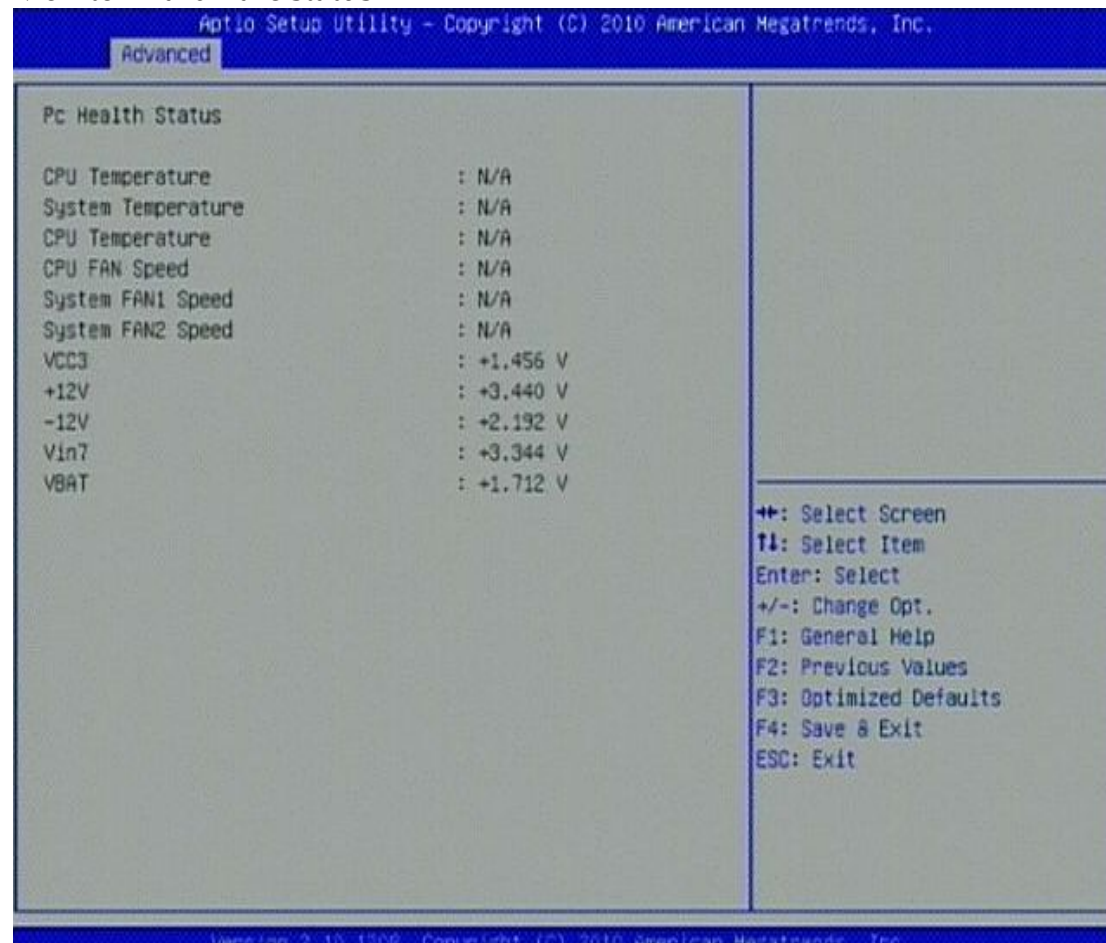 Aptio Setup Utility – Copyright (C) 2010 American Megatrends, Inc.
Advanced
Pc Health Status
CPU Temperature : N/A
System Temperature : N/A
CPU Temperature : N/A
CPU FAN Speed : N/A
System FAN1 Speed : N/A
System FAN2 Speed : N/A
VCC3 : +1.456 V
+12V : +3.440 V
-12V : +2.192 V
Vin7 : +3.344 V
VBAT : +1.712 V
→←: Select Screen
↑↓: Select Item
Enter: Select
+/-: Change Opt.
F1: General Help
F2: Previous Values
F3: Optimized Defaults
F4: Save & Exit
ESC: Exit
Copyright (C) 2010 American Megatrends, Inc.